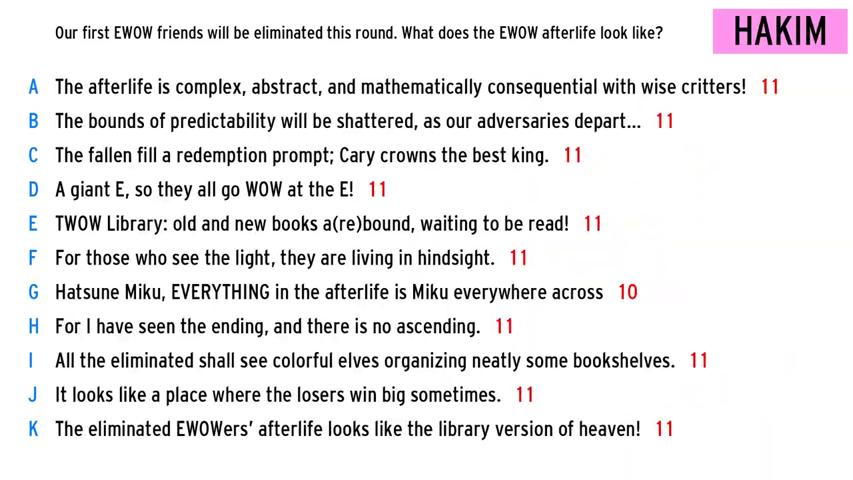 Our first EWOW friends will be eliminated this round. What does the EWOW afterlife look like?
HAKIM
A The afterlife is complex, abstract, and mathematically consequential with wise critters! 11
B The bounds of predictability will be shattered, as our adversaries depart... 11
C The fallen fill a redemption prompt; Cary crowns the best king. 11
D A giant E, so they all go WOW at the E! 11
E TWOW Library: old and new books a(re)bound, waiting to be read! 11
F For those who see the light, they are living in hindsight. 11
G Hatsune Miku, EVERYTHING in the afterlife is Miku everywhere across 10
H For I have seen the ending, and there is no ascending. 11
I All the eliminated shall see colorful elves organizing neatly some bookshelves. 11
J It looks like a place where the losers win big sometimes. 11
K The eliminated EWOWers' afterlife looks like the library version of heaven! 11